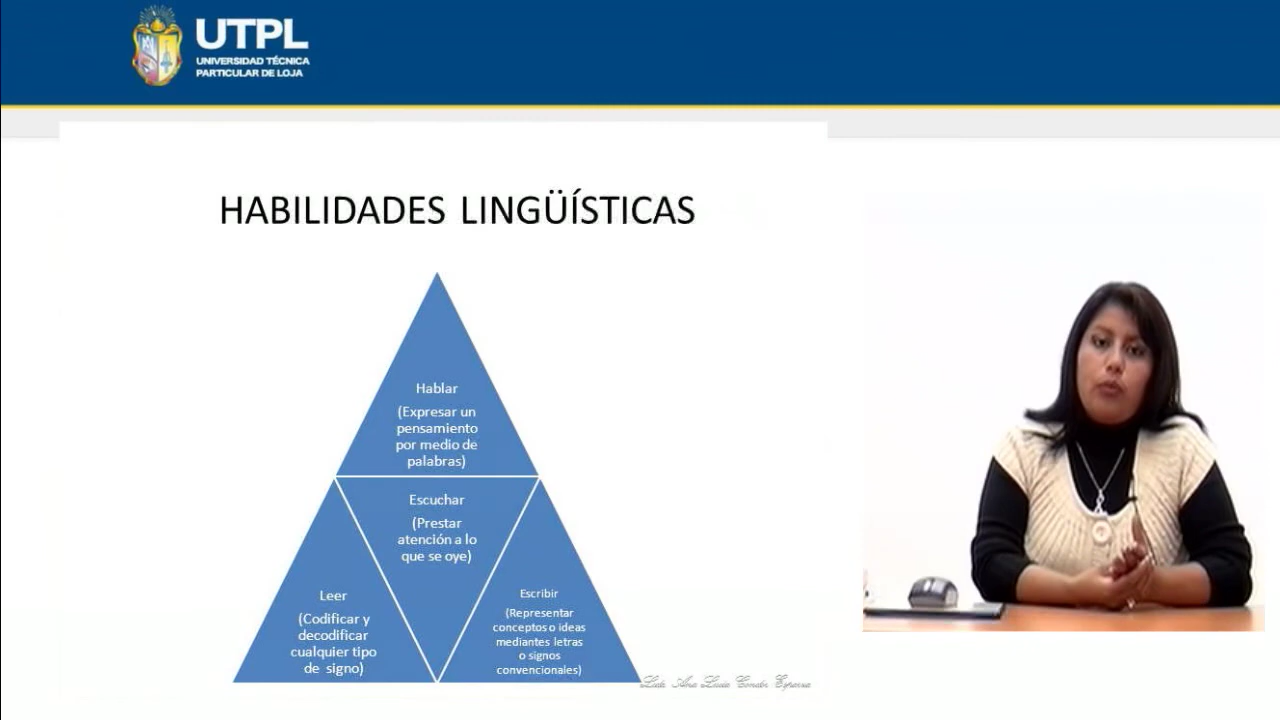 UTPL
UNIVERSIDAD TÉCNICA
PARTICULAR DE LOJA
HABILIDADES LINGÜÍSTICAS
Hablar
(Expresar un
pensamiento
por medio de
palabras)
Escuchar
(Prestar
atención a lo
que se oye)
Leer
(Codificar y
decodificar
cualquier tipo
de signo)
Escribir
(Representar
conceptos o ideas
mediantes letras
o signos
convencionales)